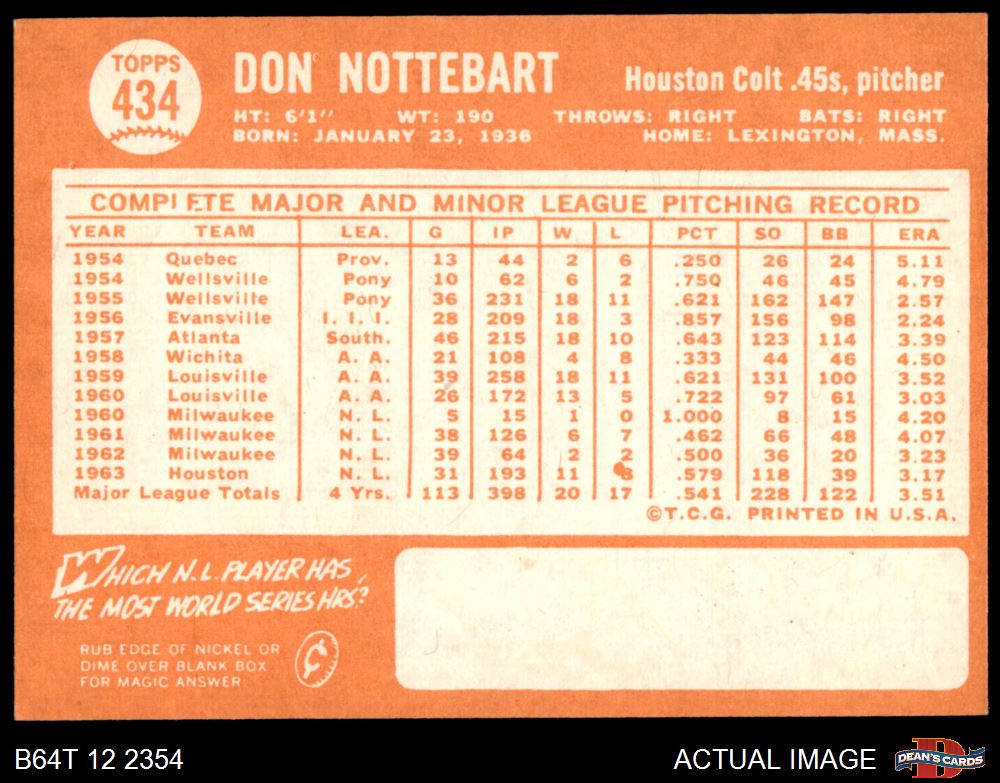 TOPPS
434
DON NOTTEBART
Houston Colt .45s, pitcher
HT: 6'1" WT: 190 THROWS: RIGHT BATS: RIGHT
BORN: JANUARY 23, 1936 HOME: LEXINGTON, MASS.
COMPLETE MAJOR AND MINOR LEAGUE PITCHING RECORD
YEAR TEAM LEA. G IP W L PCT SO BB ERA
1954 Quebec Prov. 13 44 2 6 .250 26 24 5.11
1954 Wellsville Pony 10 62 6 2 .750 46 45 4.79
1955 Wellsville Pony 36 231 18 11 .621 162 147 2.57
1956 Evansville I. I. I. 28 209 18 3 .857 156 98 2.24
1957 Atlanta South. 46 215 18 10 .643 123 114 3.39
1958 Wichita A. A. 21 108 4 8 .333 44 46 4.50
1959 Louisville A. A. 39 258 18 11 .621 131 100 3.52
1960 Louisville A. A. 26 172 13 5 .722 97 61 3.03
1960 Milwaukee N. L. 5 15 1 0 1.000 8 15 4.20
1961 Milwaukee N. L. 38 126 6 7 .462 66 48 4.07
1962 Milwaukee N. L. 39 64 2 2 .500 36 20 3.23
1963 Houston N. L. 31 193 11 8 .579 118 39 3.17
Major League Totals 4 Yrs. 113 398 20 17 .541 228 122 3.51
©T.C.G. PRINTED IN U.S.A.
WHICH N.L. PLAYER HAS
THE MOST WORLD SERIES HRS?
RUB EDGE OF NICKEL OR
DIME OVER BLANK BOX
FOR MAGIC ANSWER
¢
B64T 12 2354
ACTUAL IMAGE
D
DEAN'S CARDS